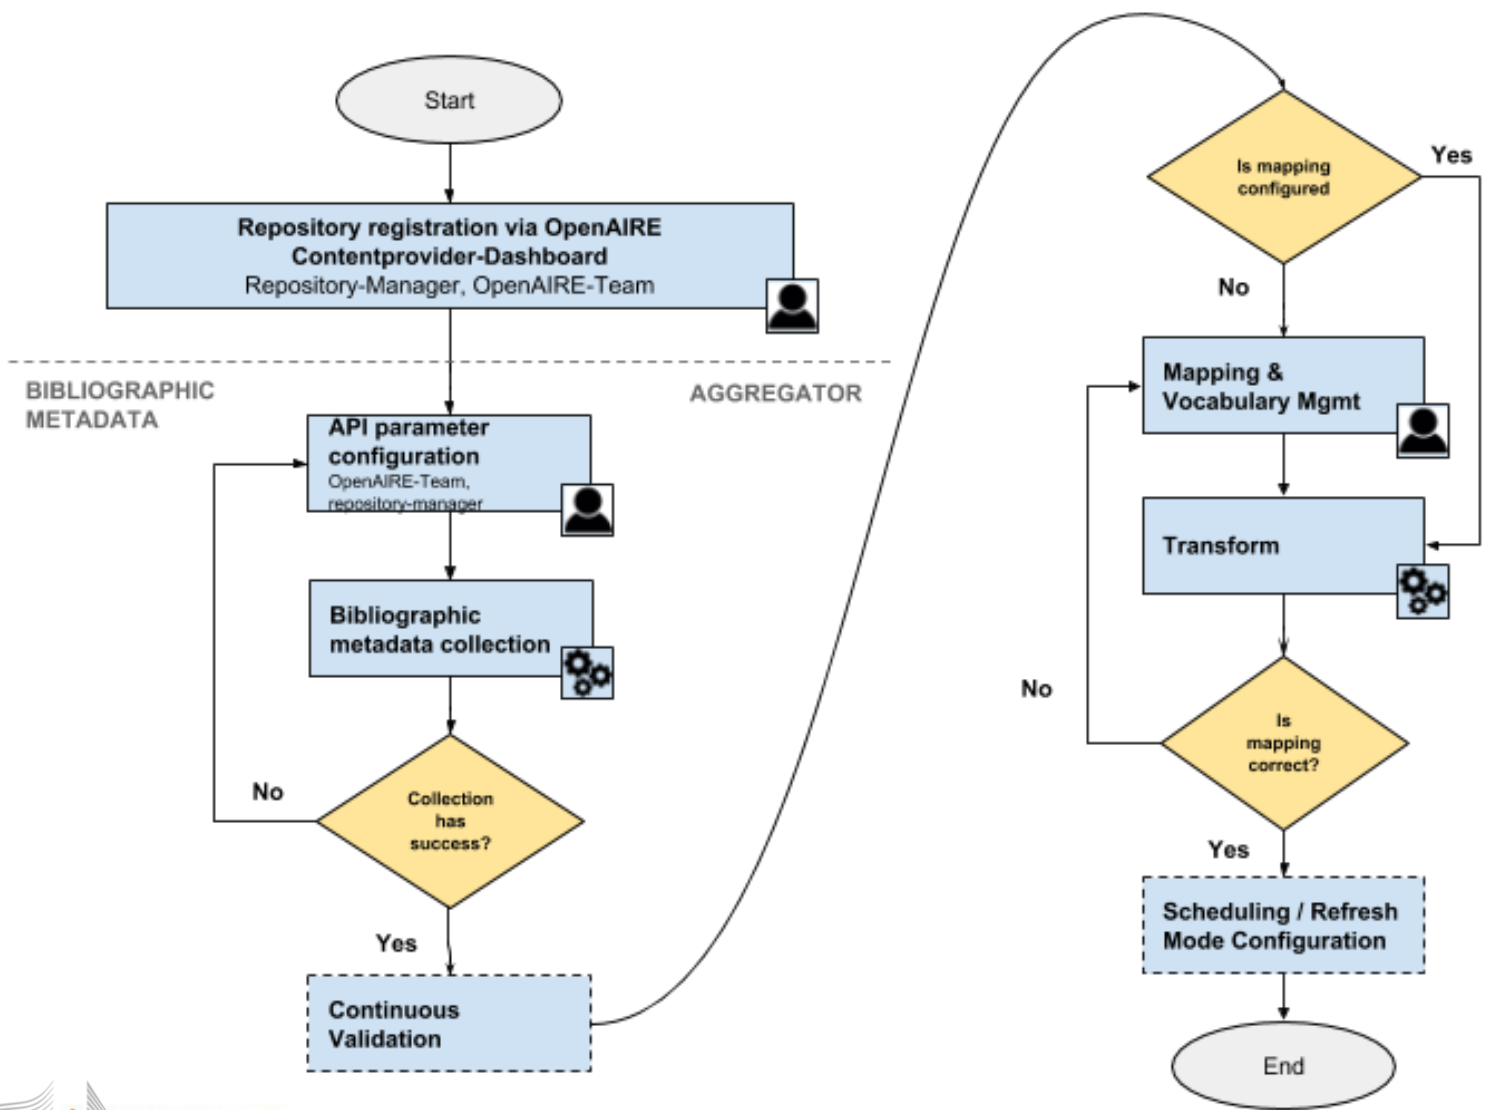 Start
Repository registration via OpenAIRE
Contentprovider-Dashboard
Repository-Manager, OpenAIRE-Team
BIBLIOGRAPHIC
METADATA
AGGREGATOR
API parameter
configuration
OpenAIRE-Team,
repository-manager
Bibliographic
metadata collection
No
Collection
has
success?
Yes
Continuous
Validation
Is mapping
configured
Yes
No
Mapping &
Vocabulary Mgmt
Transform
No
Is
mapping
correct?
Yes
Scheduling / Refresh
Mode Configuration
End